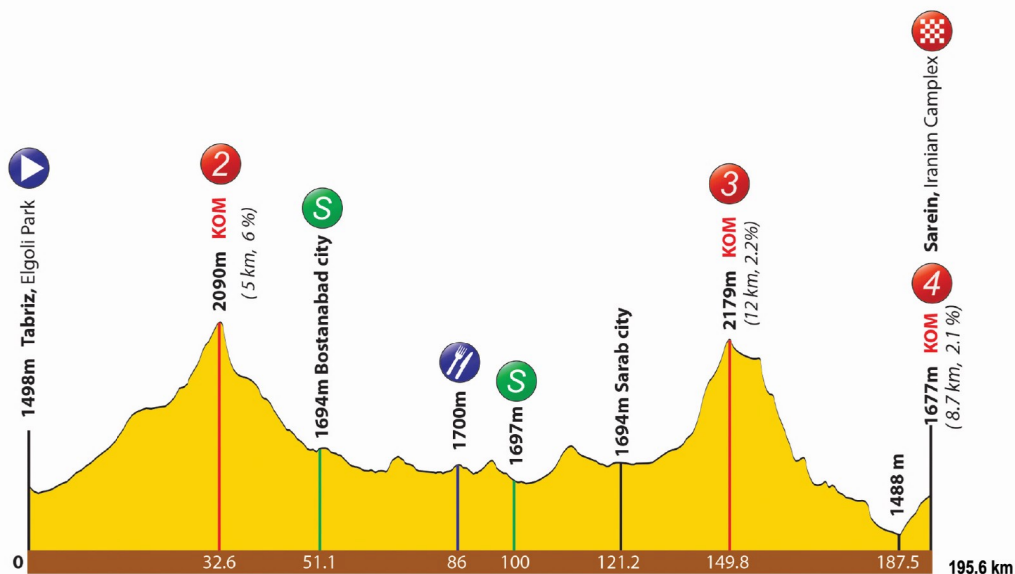 1498m Tabriz, Elgoli Park
2
2090m KOM
( 5 km, 6 %)
S
1694m Bostanabad city
1700m
S
1697m
1694m Sarab city
3
2179m KOM
(12 km, 2.2%)
1488 m
Sarein, Iranian Camplex
4
1677m KOM
( 8.7 km, 2.1 %)
0
32.6
51.1
86
100
121.2
149.8
187.5
195.6 km